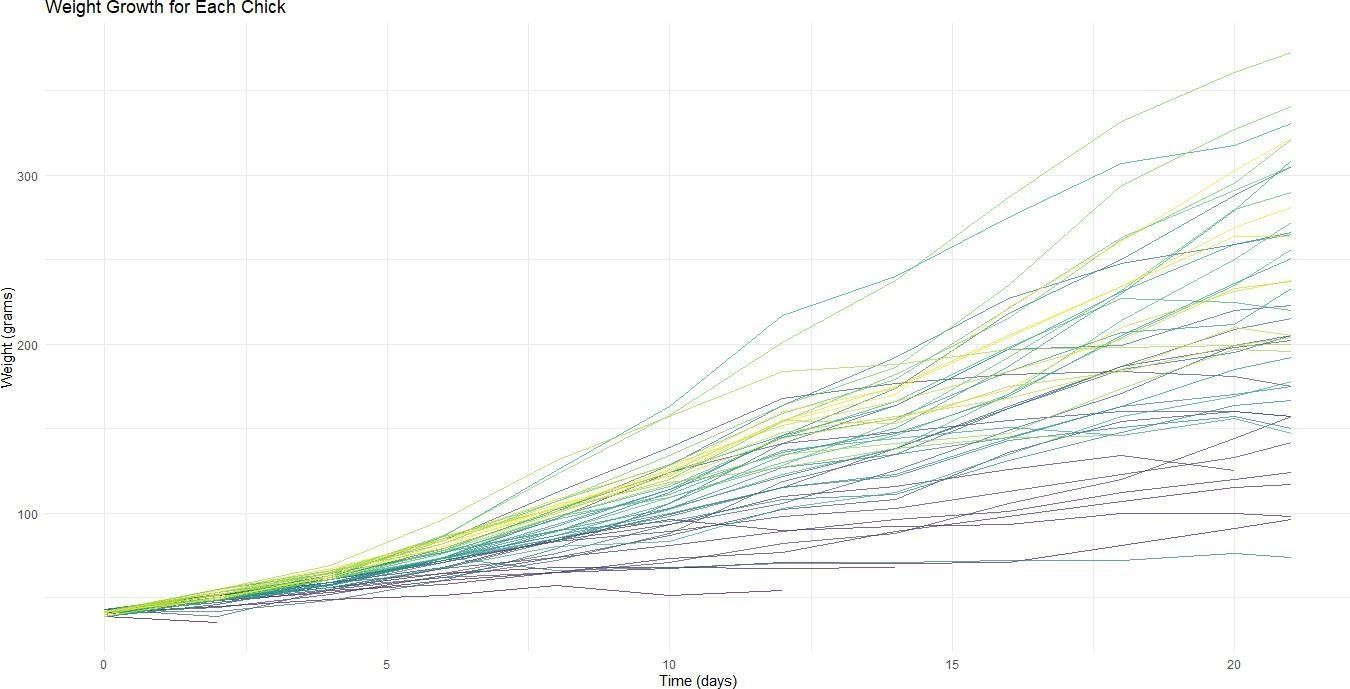 Weight Growth for Each Chick
300
200
100
Weight (grams)
0 5 10 15 20
Time (days)